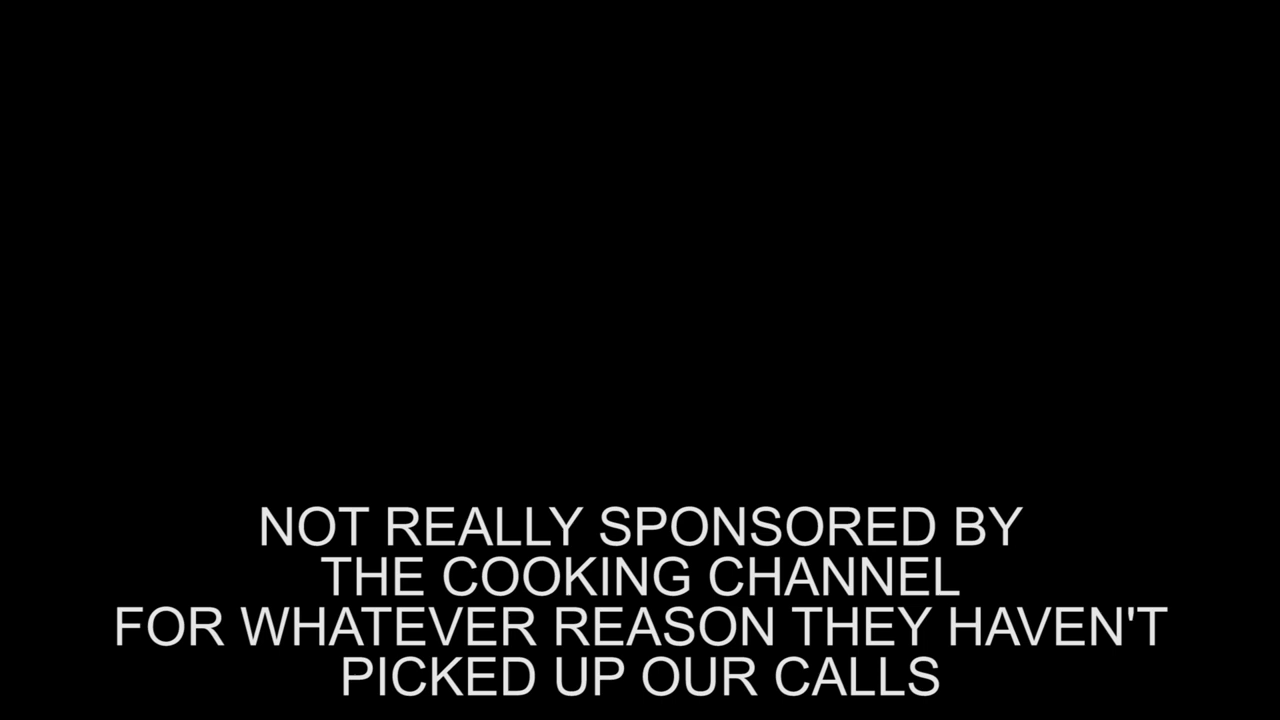 NOT REALLY SPONSORED BY
THE COOKING CHANNEL
FOR WHATEVER REASON THEY HAVEN'T
PICKED UP OUR CALLS